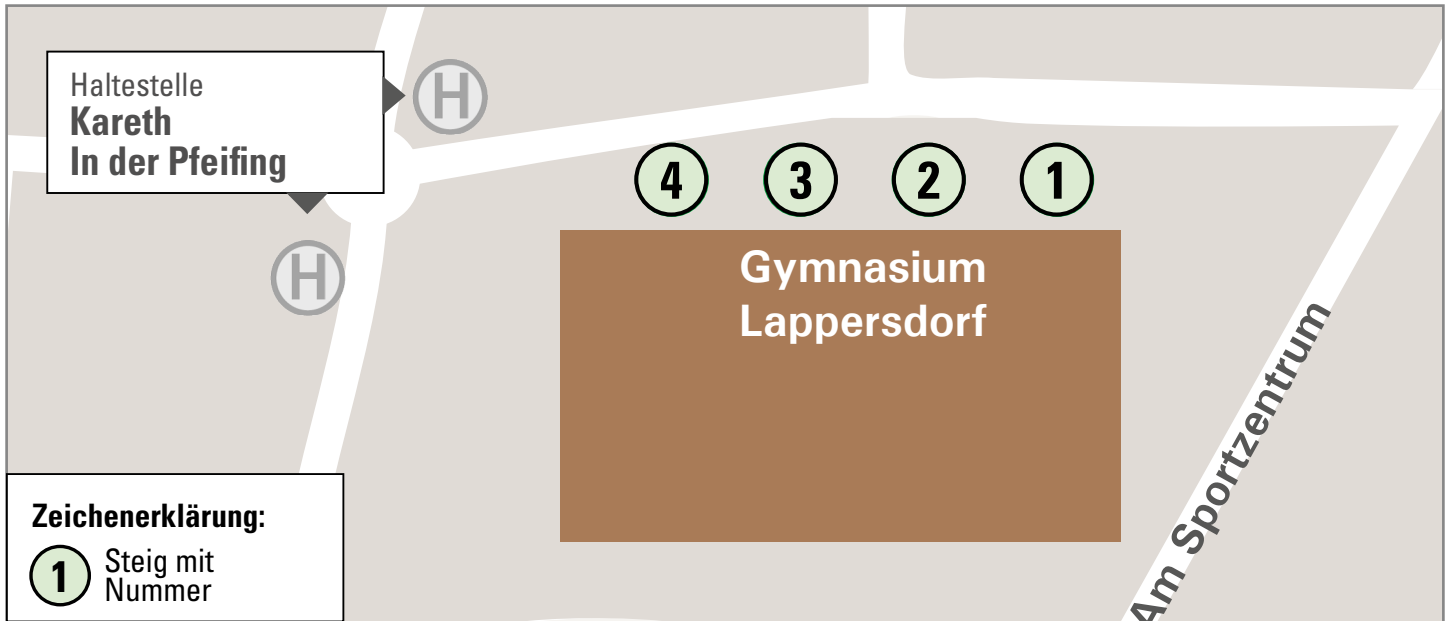 Haltestelle
Kareth
In der Pfeifing
H
H
4 3 2 1
Gymnasium
Lappersdorf
Am Sportzentrum
Zeichenerklärung:
1 Steig mit
Nummer